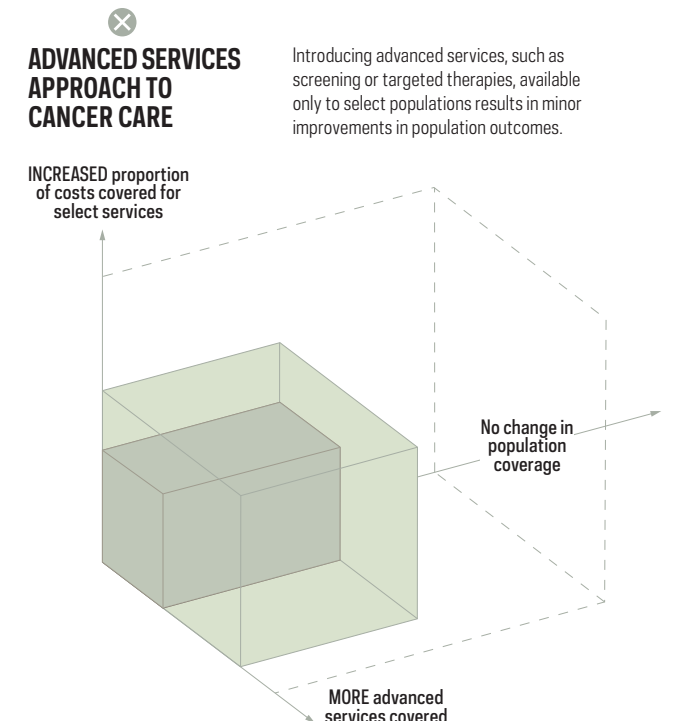 ADVANCED SERVICES
APPROACH TO
CANCER CARE
Introducing advanced services, such as
screening or targeted therapies, available
only to select populations results in minor
improvements in population outcomes.
INCREASED proportion
of costs covered for
select services
No change in
population
coverage
MORE advanced
services covered